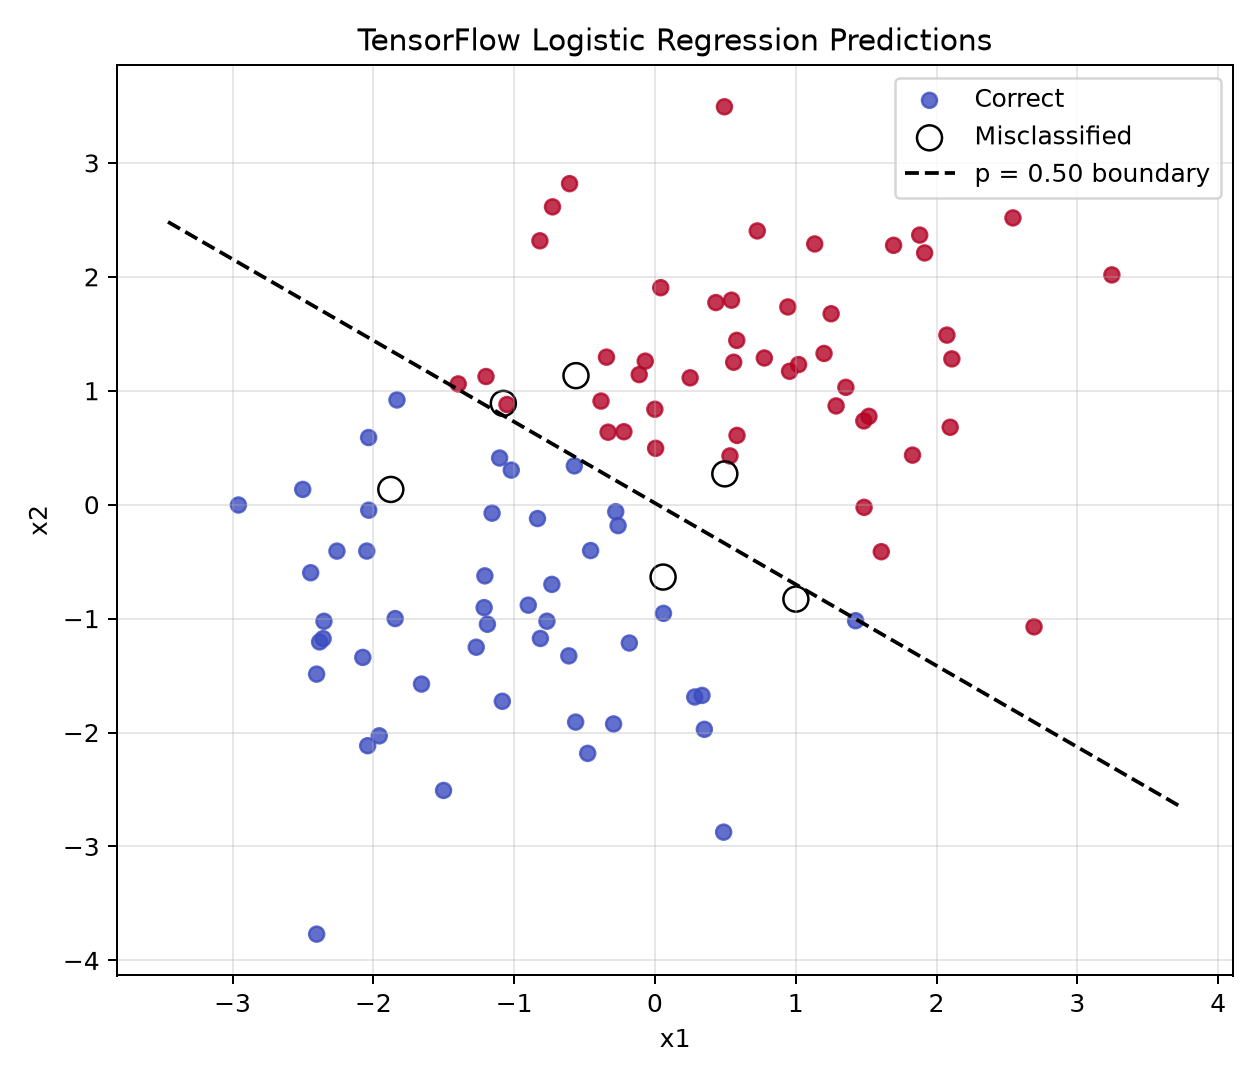 TensorFlow Logistic Regression Predictions
Correct
Misclassified
p = 0.50 boundary
3
2
1
0
−1
−2
−3
−4
x2
−3 −2 −1 0 1 2 3 4
x1